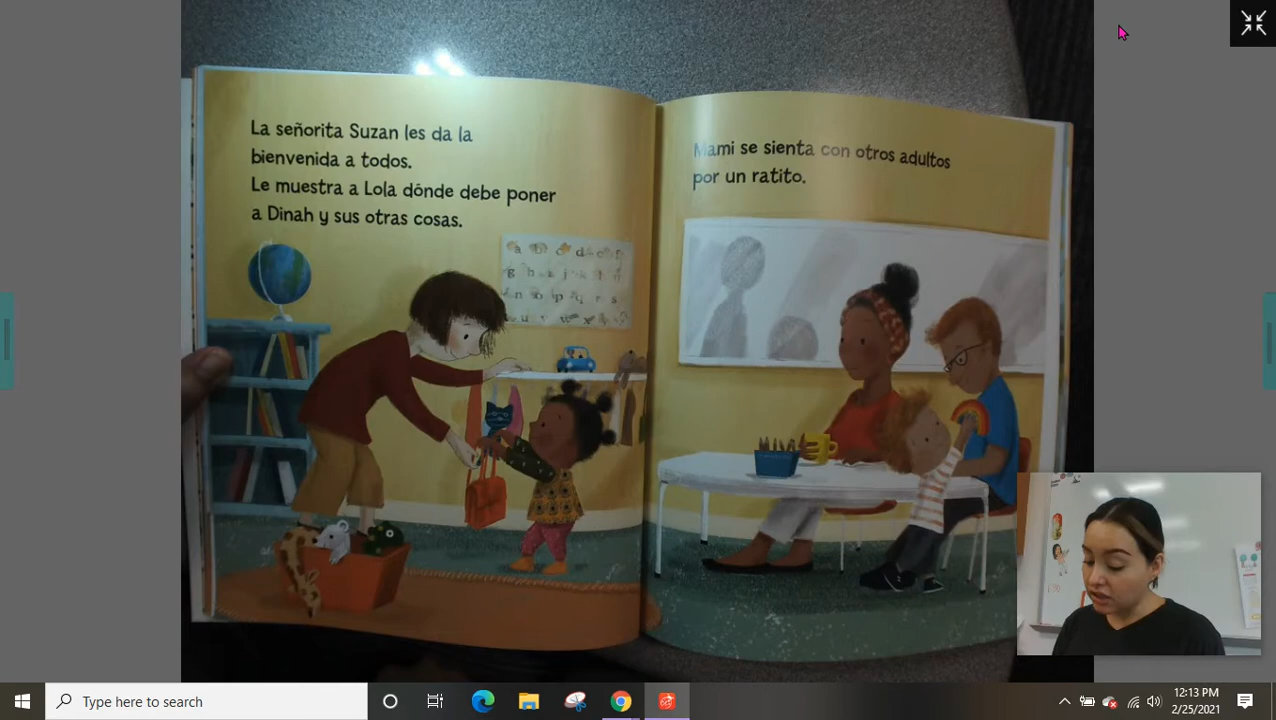 La señorita Suzan les da la
bienvenida a todos.
Le muestra a Lola dónde debe poner
a Dinah y sus otras cosas.
Mami se sienta con otros adultos
por un ratito.
a b c d e f
g h i j k l
Type here to search
12:13 PM
2/25/2021